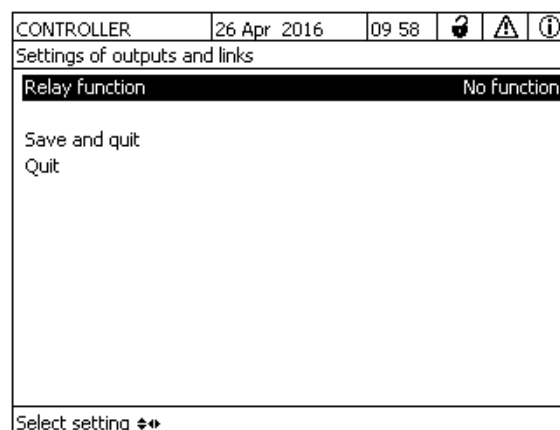 CONTROLLER 26 Apr 2016 09 58
Settings of outputs and links
Relay function No function
Save and quit
Quit
Select setting